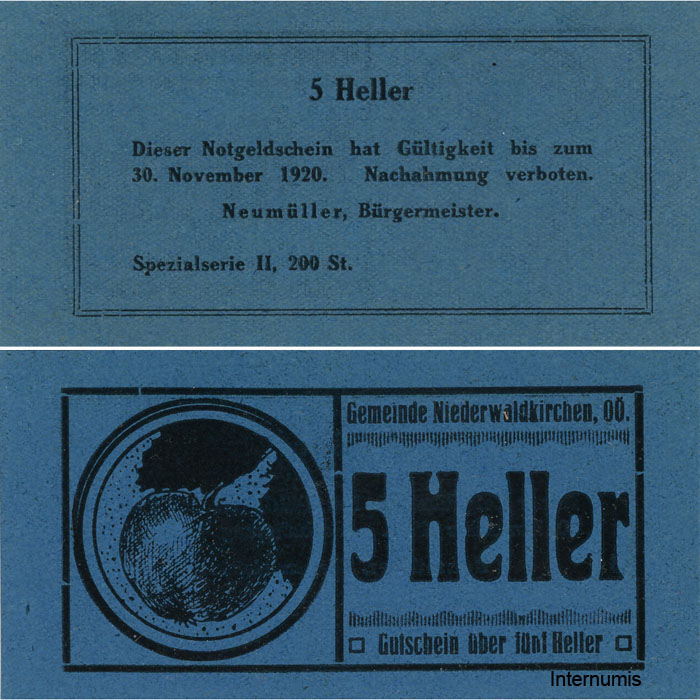 5 Heller
Dieser Notgeldschein hat Gültigkeit bis zum
30. November 1920. Nachahmung verboten.
Neumüller, Bürgermeister.
Spezialserie II, 200 St.
Gemeinde Niederwaldkirchen, OÖ.
5 Heller
Gutschein über fünf Heller
Internumis